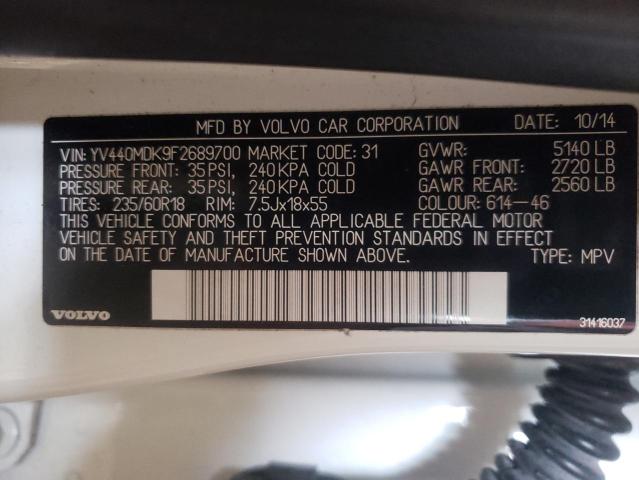 MFD BY VOLVO CAR CORPORATION DATE: 10/14
VIN: YV440MDK9F2689700 MARKET CODE: 31 GVWR: 5140 LB
PRESSURE FRONT: 35 PSI, 240 KPA COLD GAWR FRONT: 2720 LB
PRESSURE REAR: 35 PSI, 240 KPA COLD GAWR REAR: 2560 LB
TIRES: 235/60R18 RIM: 7.5Jx18x55 COLOUR: 614-46
THIS VEHICLE CONFORMS TO ALL APPLICABLE FEDERAL MOTOR
VEHICLE SAFETY AND THEFT PREVENTION STANDARDS IN EFFECT
ON THE DATE OF MANUFACTURE SHOWN ABOVE. TYPE: MPV
VOLVO 31416037